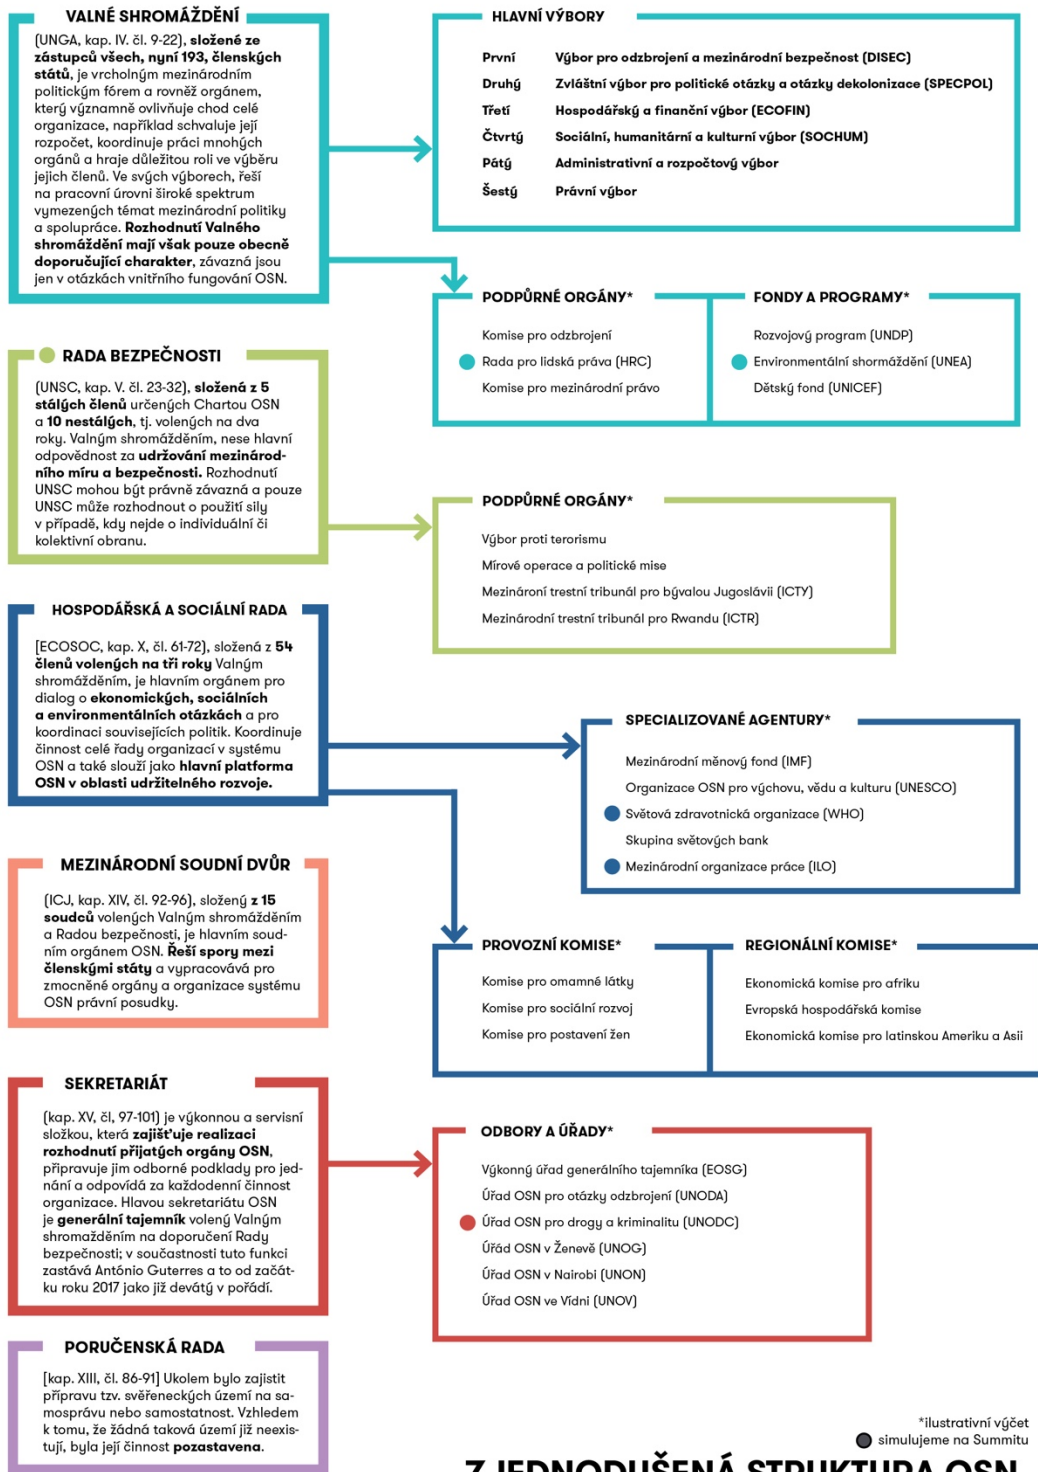 VALNÉ SHROMÁŽDĚNÍ
(UNGA, kap. IV. čl. 9-22), složené ze
zástupců všech, nyní 193, členských
států, je vrcholným mezinárodním
politickým fórem a rovněž orgánem,
který významně ovlivňuje chod celé
organizace, například schvaluje její
rozpočet, koordinuje práci mnohých
orgánů a hraje důležitou roli ve výběru
jejich členů. Ve svých výborech, řeší
na pracovní úrovni široké spektrum
vymezených témat mezinárodní politiky
a spolupráce. Rozhodnutí Valného
shromáždění mají však pouze obecně
doporučující charakter, závazná jsou
jen v otázkách vnitřního fungování OSN.
HLAVNÍ VÝBORY
První Výbor pro odzbrojení a mezinárodní bezpečnost (DISEC)
Druhý Zvláštní výbor pro politické otázky a otázky dekolonizace (SPECPOL)
Třetí Hospodářský a finanční výbor (ECOFIN)
Čtvrtý Sociální, humanitární a kulturní výbor (SOCHUM)
Pátý Administrativní a rozpočtový výbor
Šestý Právní výbor
PODPŮRNÉ ORGÁNY*
Komise pro odzbrojení
Rada pro lidská práva (HRC)
Komise pro mezinárodní právo
FONDY A PROGRAMY*
Rozvojový program (UNDP)
Environmentální shormáždění (UNEA)
Dětský fond (UNICEF)
RADA BEZPEČNOSTI
(UNSC, kap. V. čl. 23-32), složená z 5
stálých členů určených Chartou OSN
a 10 nestálých, tj. volených na dva
roky. Valným shromážděním, nese hlavní
odpovědnost za udržování mezinárod-
ního míru a bezpečnosti. Rozhodnutí
UNSC mohou být právně závazná a pouze
UNSC může rozhodnout o použití síly
v případě, kdy nejde o individuální či
kolektivní obranu.
PODPŮRNÉ ORGÁNY*
Výbor proti terorismu
Mírové operace a politické mise
Mezinároní trestní tribunál pro bývalou Jugoslávii (ICTY)
Mezinárodní trestní tribunál pro Rwandu (ICTR)
HOSPODÁŘSKÁ A SOCIÁLNÍ RADA
[ECOSOC, kap. X, čl. 61-72), složená z 54
členů volených na tři roky Valným
shromážděním, je hlavním orgánem pro
dialog o ekonomických, sociálních
a environmentálních otázkách a pro
koordinaci souvisejících politik. Koordinuje
činnost celé řady organizací v systému
OSN a také slouží jako hlavní platforma
OSN v oblasti udržitelného rozvoje.
SPECIALIZOVANÉ AGENTURY*
Mezinárodní měnový fond (IMF)
Organizace OSN pro výchovu, vědu a kulturu (UNESCO)
Světová zdravotnická organizace (WHO)
Skupina světových bank
Mezinárodní organizace práce (ILO)
MEZINÁRODNÍ SOUDNÍ DVŮR
(ICJ, kap. XIV, čl. 92-96), složený z 15
soudců volených Valným shromážděním
a Radou bezpečnosti, je hlavním soud-
ním orgánem OSN. Řeší spory mezi
členskými státy a vypracovává pro
zmocněné orgány a organizace systému
OSN právní posudky.
PROVOZNÍ KOMISE*
Komise pro omamné látky
Komise pro sociální rozvoj
Komise pro postavení žen
REGIONÁLNÍ KOMISE*
Ekonomická komise pro afriku
Evropská hospodářská komise
Ekonomická komise pro latinskou Ameriku a Asii
SEKRETARIÁT
(kap. XV, čl, 97-101) je výkonnou a servisní
složkou, která zajišt'uje realizaci
rozhodnutí přijatých orgány OSN,
připravuje jim odborné podklady pro jed-
nání a odpovídá za každodenní činnost
organizace. Hlavou sekretariátu OSN
je generální tajemník volený Valným
shromažděním na doporučení Rady
bezpečnosti; v součastnosti tuto funkci
zastává António Guterres a to od začát-
ku roku 2017 jako již devátý v pořádí.
ODBORY A ÚŘADY*
Výkonný úřad generálního tajemníka (EOSG)
Úřad OSN pro otázky odzbrojení (UNODA)
Úřad OSN pro drogy a kriminalitu (UNODC)
Úřád OSN v Ženevě (UNOG)
Úřad OSN v Nairobi (UNON)
Úřad OSN ve Vídni (UNOV)
PORUČENSKÁ RADA
[kap. XIII, čl. 86-91] Ukolem bylo zajistit
přípravu tzv. svěřeneckých území na sa-
mosprávu nebo samostatnost. Vzhledem
k tomu, že žádná taková území již neexis-
tují, byla její činnost pozastavena.
*ilustrativní výčet
simulujeme na Summitu
ZJEDNODUŠENÁ STRUKTURA OSN